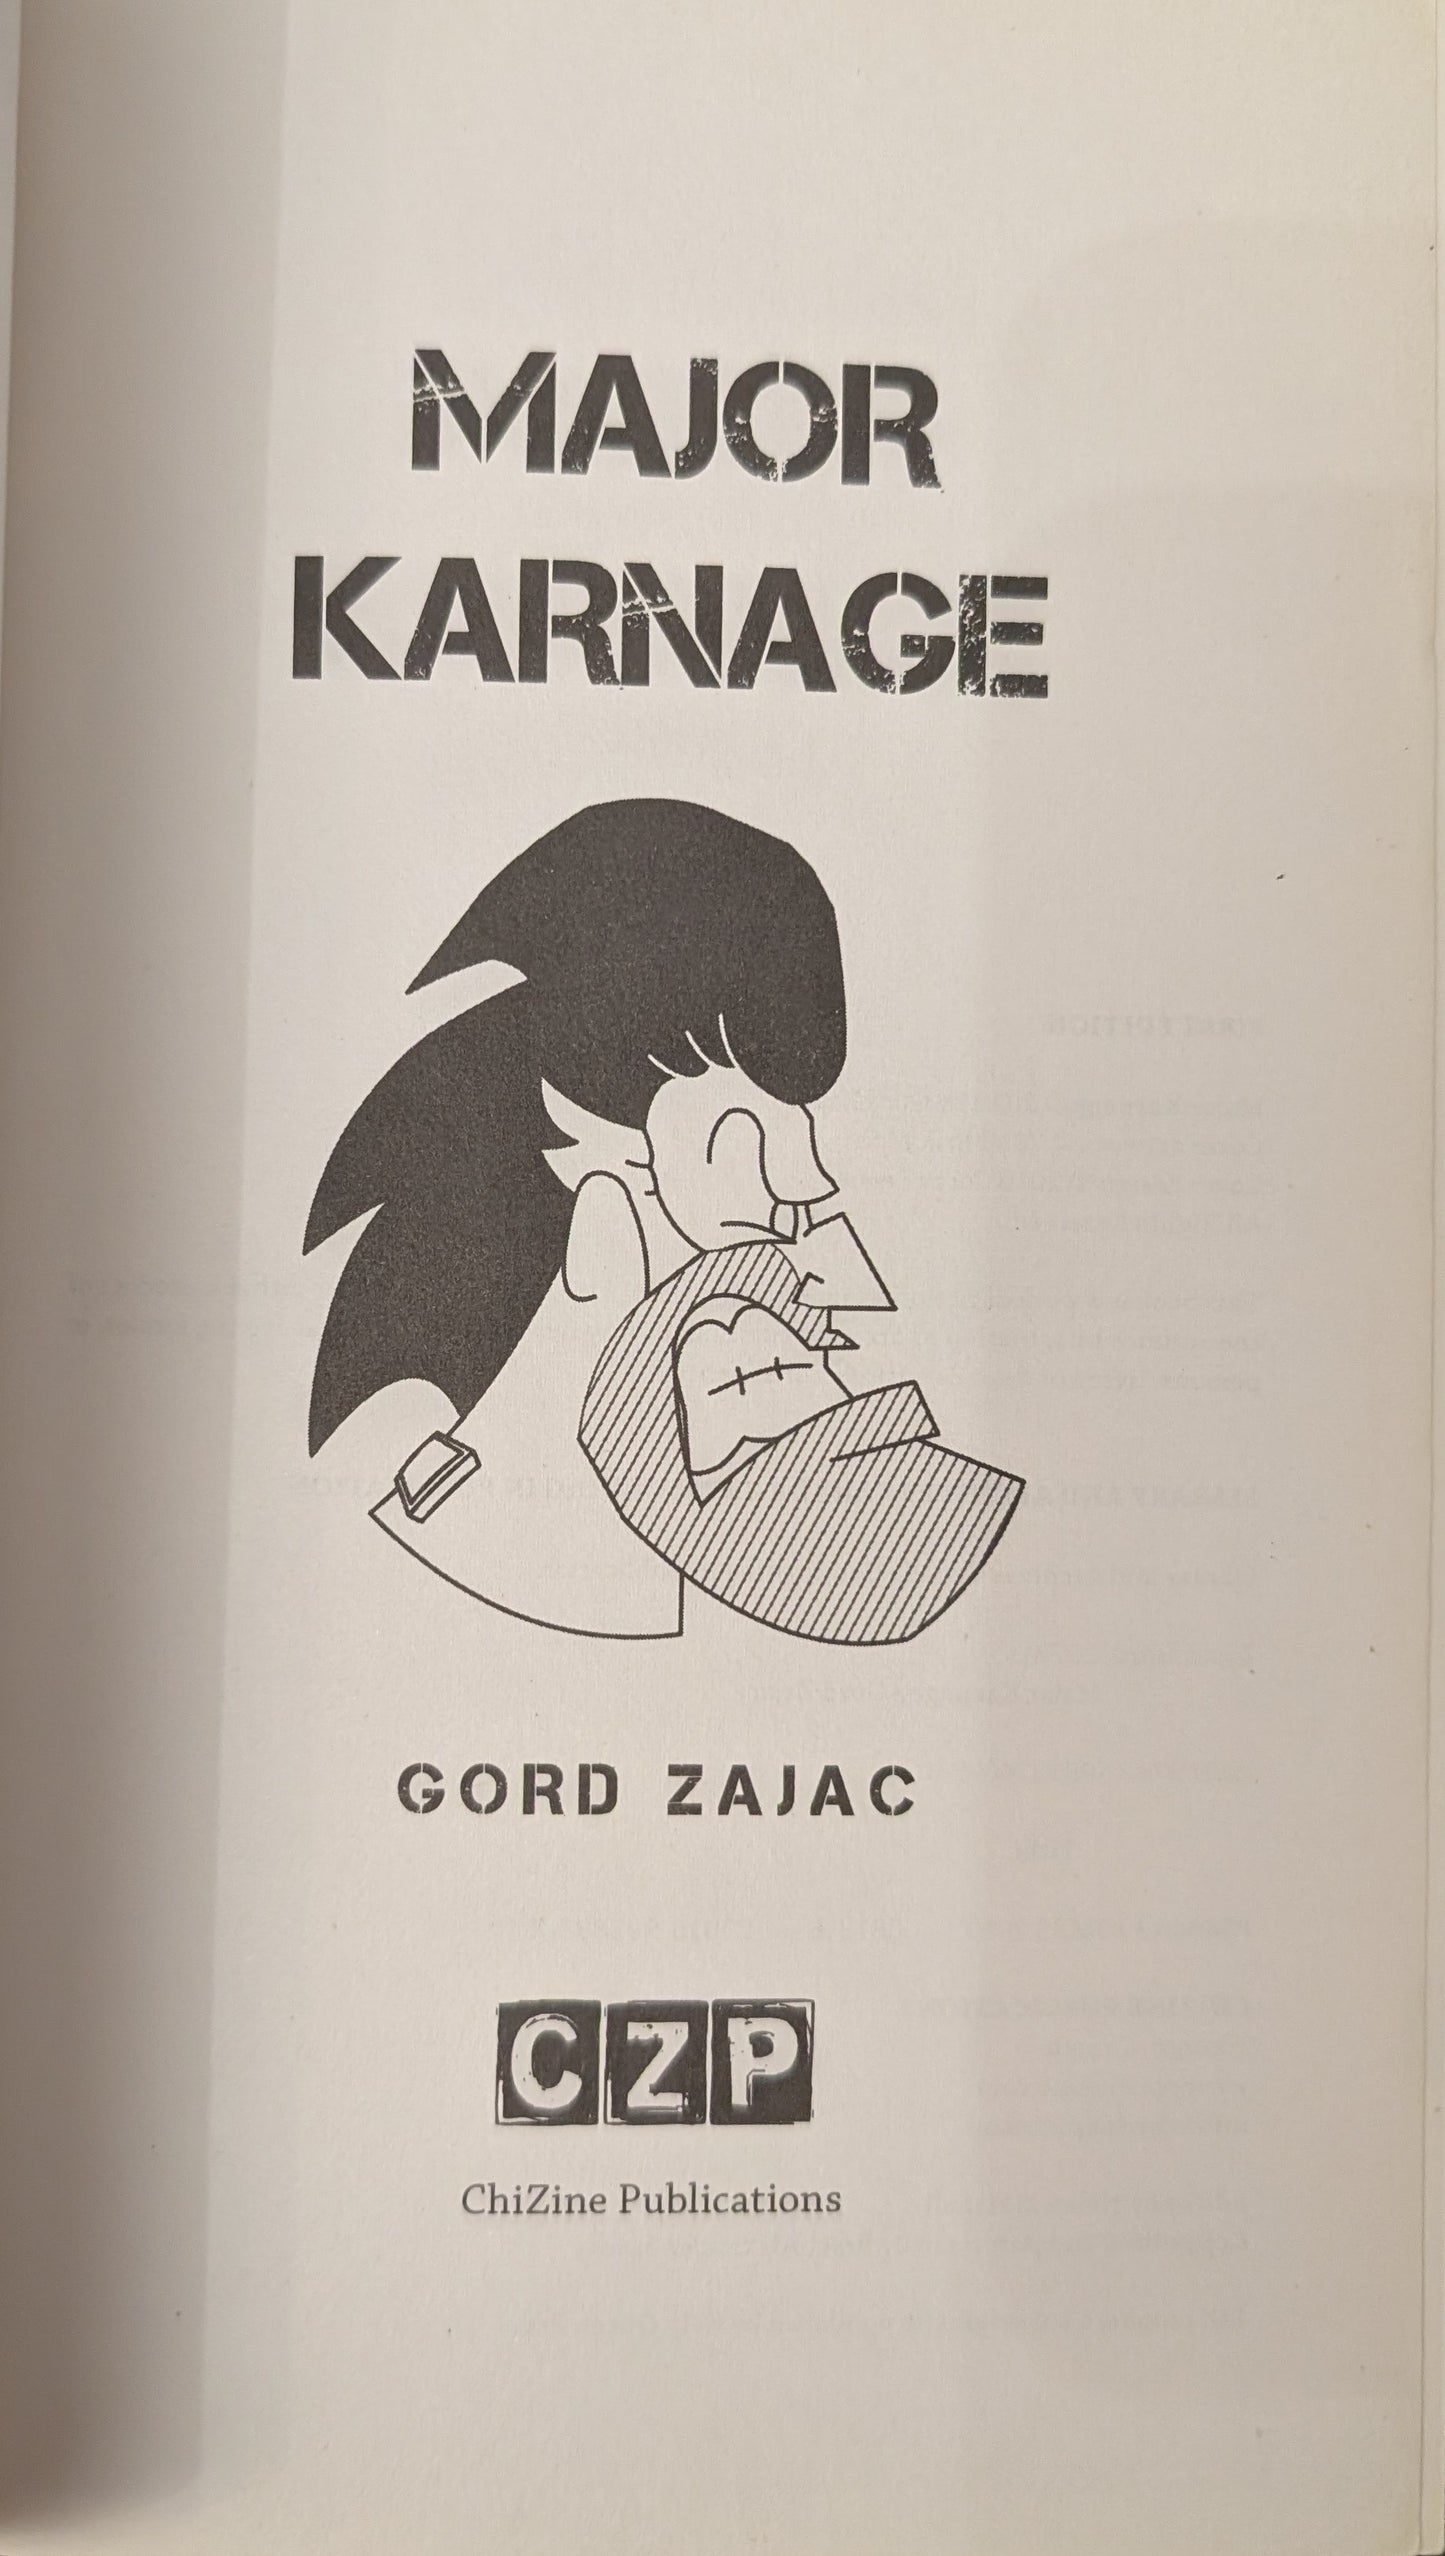 MAJOR
KARNAGE
GORD ZAJAC
CZP
ChiZine Publications